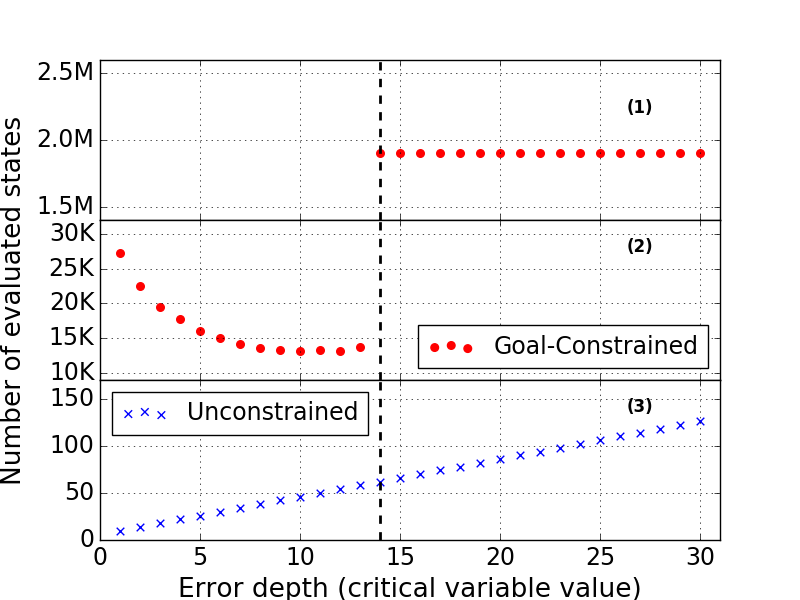 Number of evaluated states
2.5M
(1)
2.0M
1.5M
30K
(2)
25K
20K
15K
Goal-Constrained
10K
150
(3)
Unconstrained
100
50
0
0 5 10 15 20 25 30
Error depth (critical variable value)